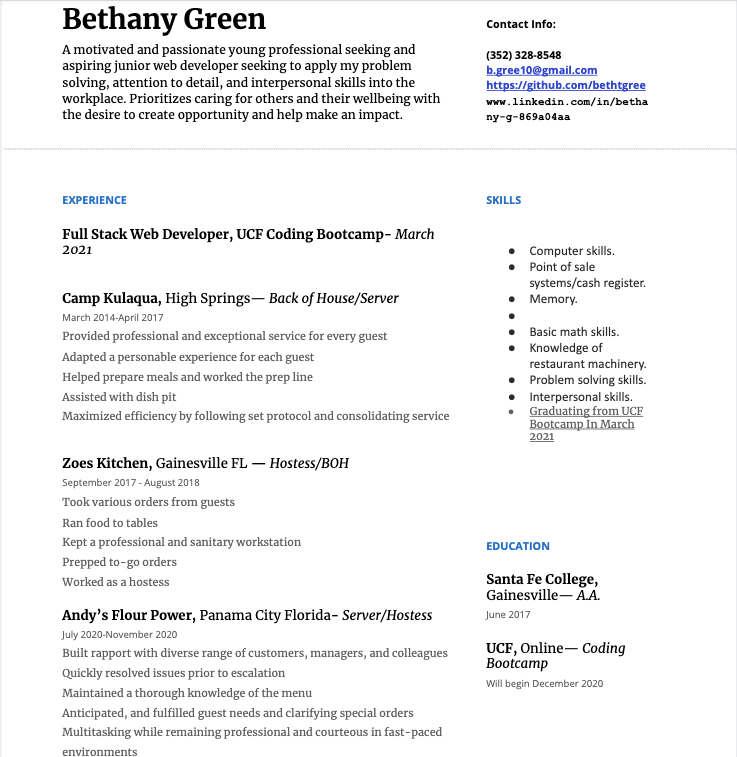 Bethany Green
A motivated and passionate young professional seeking and
aspiring junior web developer seeking to apply my problem
solving, attention to detail, and interpersonal skills into the
workplace. Prioritizes caring for others and their wellbeing with
the desire to create opportunity and help make an impact.
Contact Info:
(352) 328-8548
b.gree10@gmail.com
https://github.com/bethtgree
www.linkedin.com/in/betha
ny-g-869a04aa
EXPERIENCE
Full Stack Web Developer, UCF Coding Bootcamp- March
2021
Camp Kulaqua, High Springs— Back of House/Server
March 2014-April 2017
Provided professional and exceptional service for every guest
Adapted a personable experience for each guest
Helped prepare meals and worked the prep line
Assisted with dish pit
Maximized efficiency by following set protocol and consolidating service
Zoes Kitchen, Gainesville FL — Hostess/BOH
September 2017 - August 2018
Took various orders from guests
Ran food to tables
Kept a professional and sanitary workstation
Prepped to-go orders
Worked as a hostess
Andy's Flour Power, Panama City Florida- Server/Hostess
July 2020-November 2020
Built rapport with diverse range of customers, managers, and colleagues
Quickly resolved issues prior to escalation
Maintained a thorough knowledge of the menu
Anticipated, and fulfilled guest needs and clarifying special orders
Multitasking while remaining professional and courteous in fast-paced
environments
SKILLS
● Computer skills.
● Point of sale
systems/cash register.
● Memory.
●
● Basic math skills.
● Knowledge of
restaurant machinery.
● Problem solving skills.
● Interpersonal skills.
● Graduating from UCF
Bootcamp In March
2021
EDUCATION
Santa Fe College,
Gainesville— A.A.
June 2017
UCF, Online— Coding
Bootcamp
Will begin December 2020